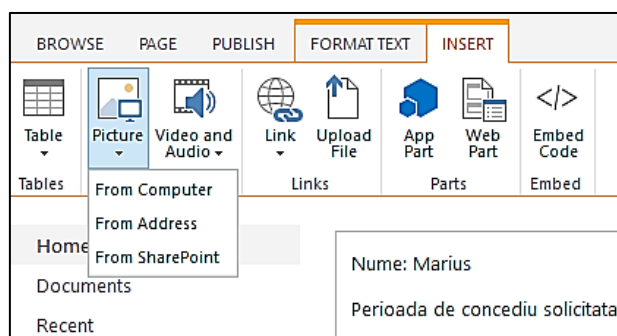 BROWSE PAGE PUBLISH FORMAT TEXT INSERT
Table
Picture
Video and
Audio
Link
Upload
File
App
Part
Web
Part
Embed
Code
Tables
Links
Parts
Embed
From Computer
From Address
From SharePoint
Home
Documents
Recent
Nume: Marius
Perioada de concediu solicitata